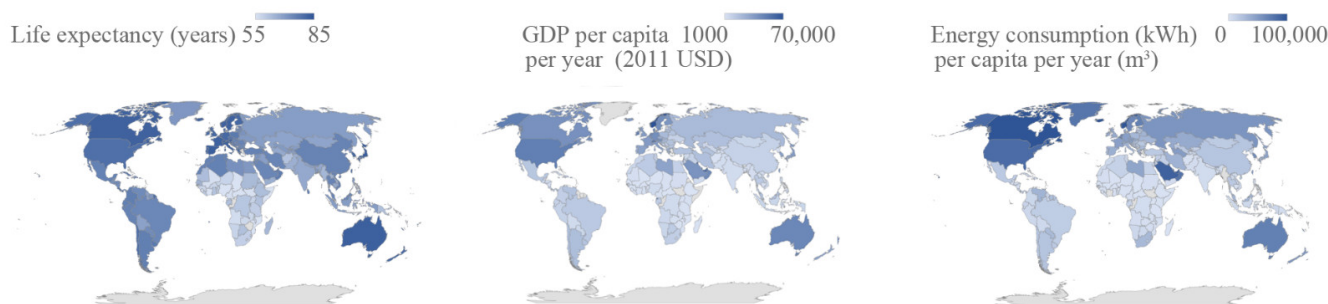 Life expectancy (years) 55 85
GDP per capita 1000 70,000
per year (2011 USD)
Energy consumption (kWh) 0 100,000
per capita per year (m³)